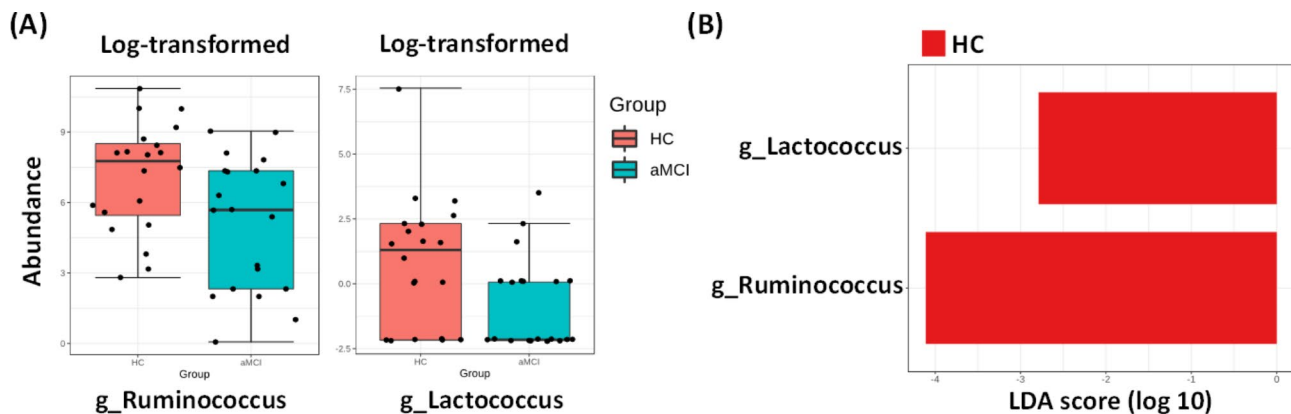 (A)
Log-transformed
Log-transformed
Abundance
9
6
3
0
HC
aMCI
Group
g_Ruminococcus
7.5
5.0
2.5
0.0
-2.5
HC
aMCI
Group
g_Lactococcus
Group
HC
aMCI
(B)
HC
g_Lactococcus
g_Ruminococcus
-4
-3
-2
-1
0
LDA score (log 10)